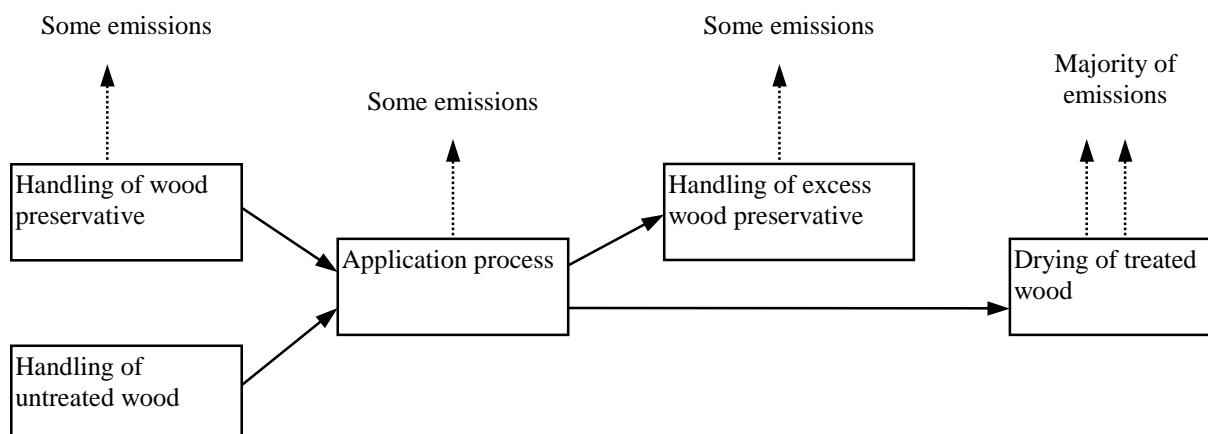 Some emissions
Some emissions
Majority of
emissions
Some emissions
Handling of wood
preservative
Handling of excess
wood preservative
Application process
Drying of treated
wood
Handling of
untreated wood